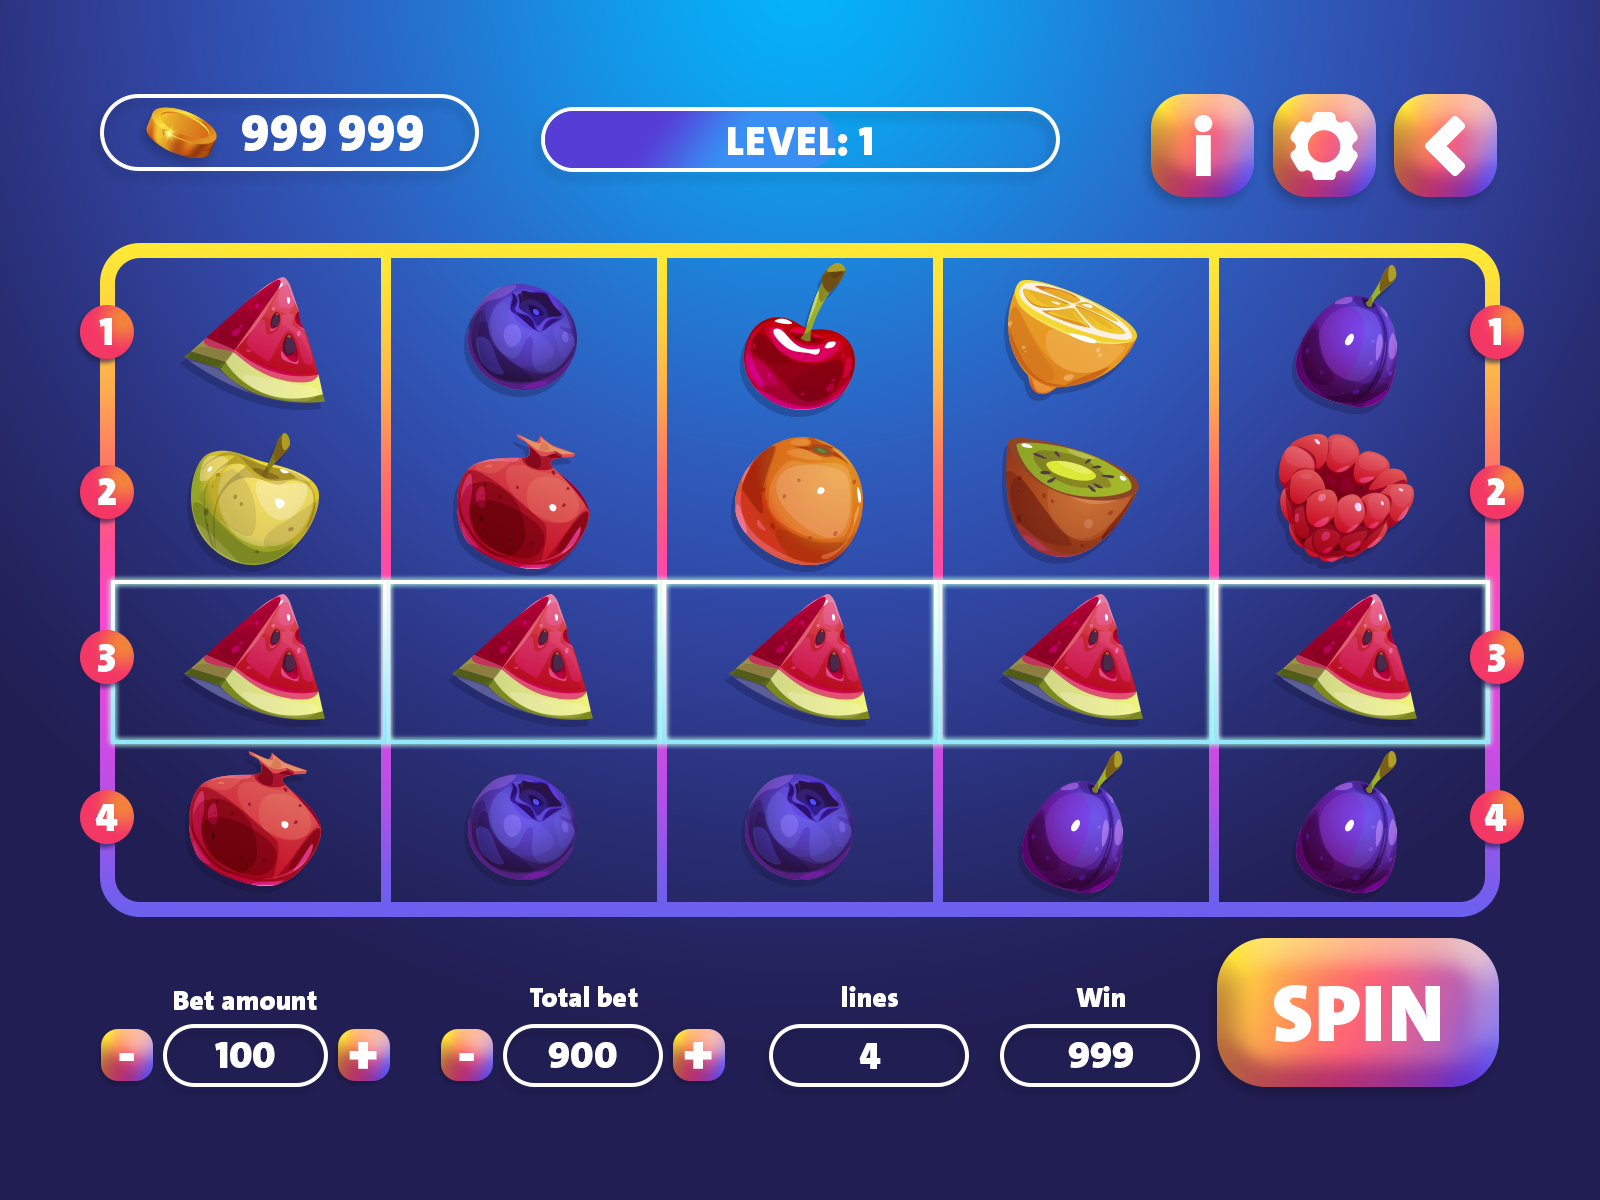 999 999
LEVEL: 1
i
1
1
2
2
3
3
4
4
Bet amount
Total bet
lines
Win
- 100 +
- 900 +
4
999
SPIN